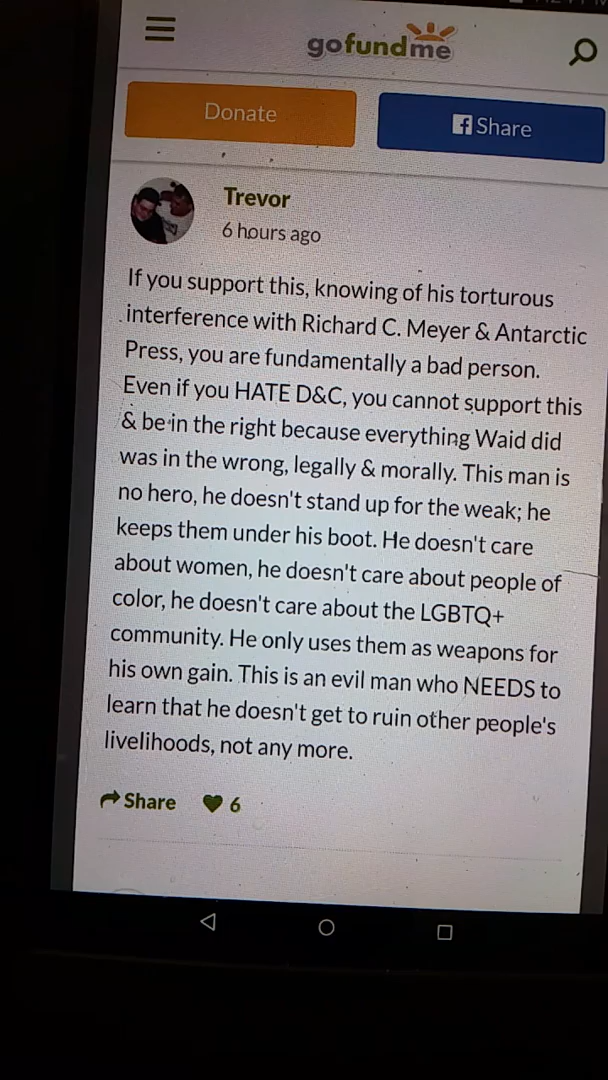 gofundme
Donate
Share
Trevor
6 hours ago
If you support this, knowing of his torturous
interference with Richard C. Meyer & Antarctic
Press, you are fundamentally a bad person.
Even if you HATE D&C, you cannot support this
& be in the right because everything Waid did
was in the wrong, legally & morally. This man is
no hero, he doesn't stand up for the weak; he
keeps them under his boot. He doesn't care
about women, he doesn't care about people of
color, he doesn't care about the LGBTQ+
community. He only uses them as weapons for
his own gain. This is an evil man who NEEDS to
learn that he doesn't get to ruin other people's
livelihoods, not any more.
Share 6